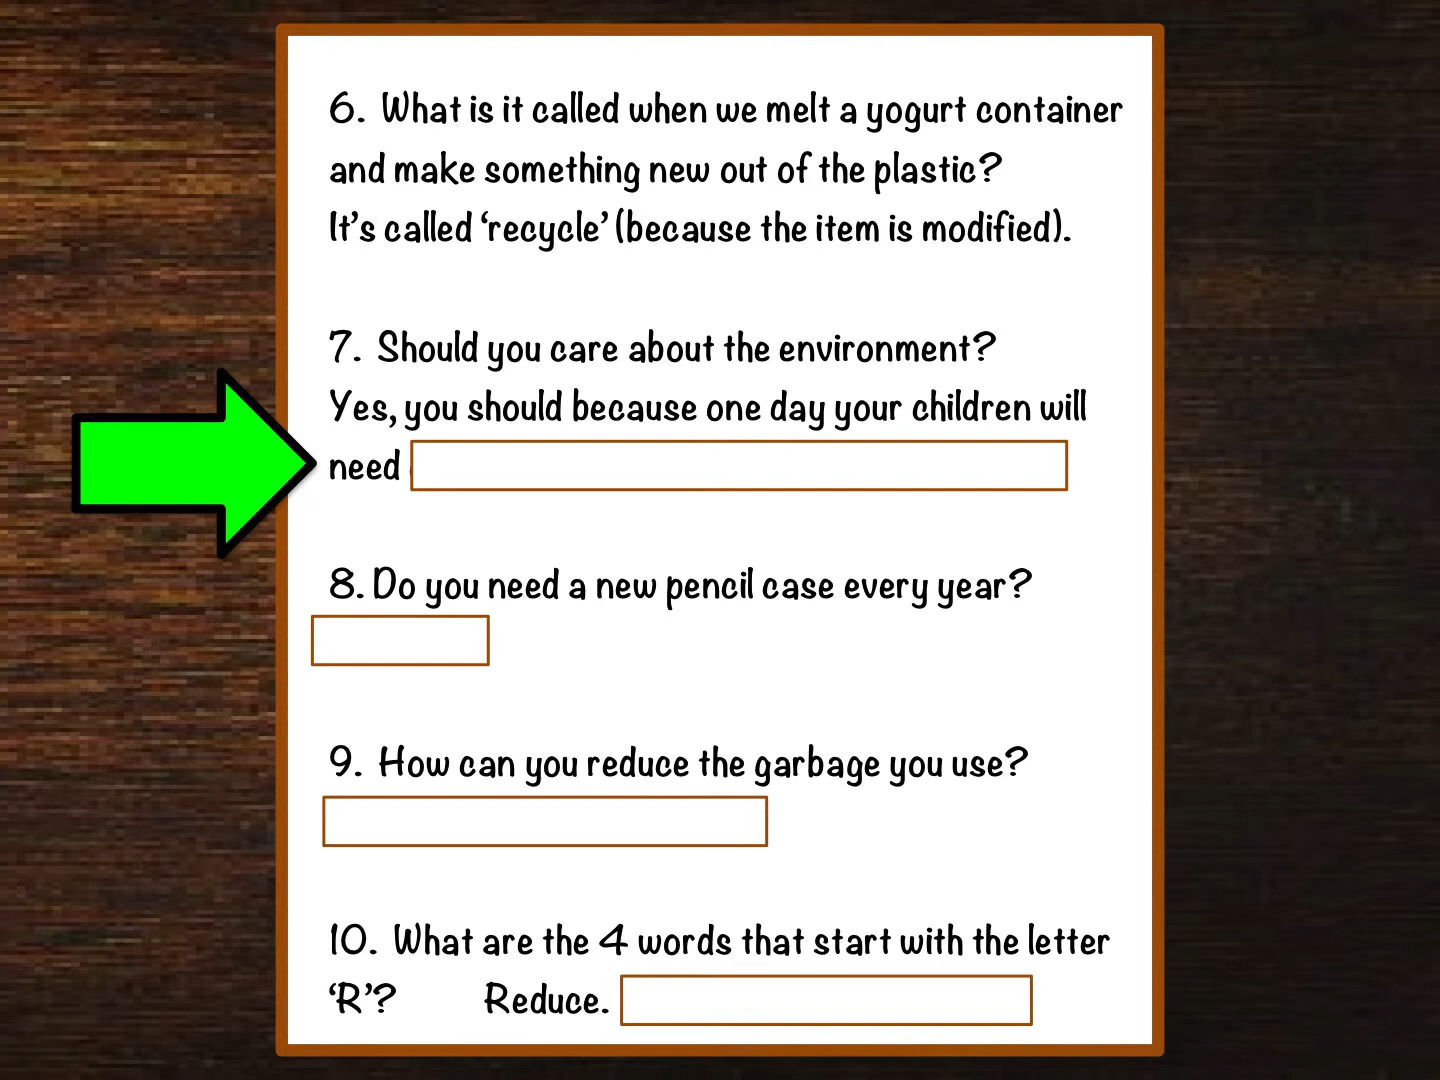 6. What is it called when we melt a yogurt container
and make something new out of the plastic?
It's called ‘recycle’ (because the item is modified).
7. Should you care about the environment?
Yes, you should because one day your children will
need
8. Do you need a new pencil case every year?
9. How can you reduce the garbage you use?
10. What are the 4 words that start with the letter
‘R’? Reduce.